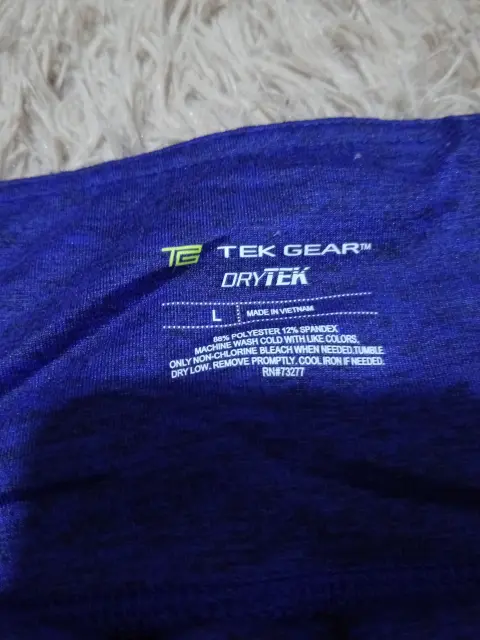 TG TEK GEAR™
DRYTEK
L MADE IN VIETNAM
88% POLYESTER 12% SPANDEX
MACHINE WASH COLD WITH LIKE COLORS,
ONLY NON-CHLORINE BLEACH WHEN NEEDED,TUMBLE
DRY LOW, REMOVE PROMPTLY. COOL IRON IF NEEDED.
RN#73277